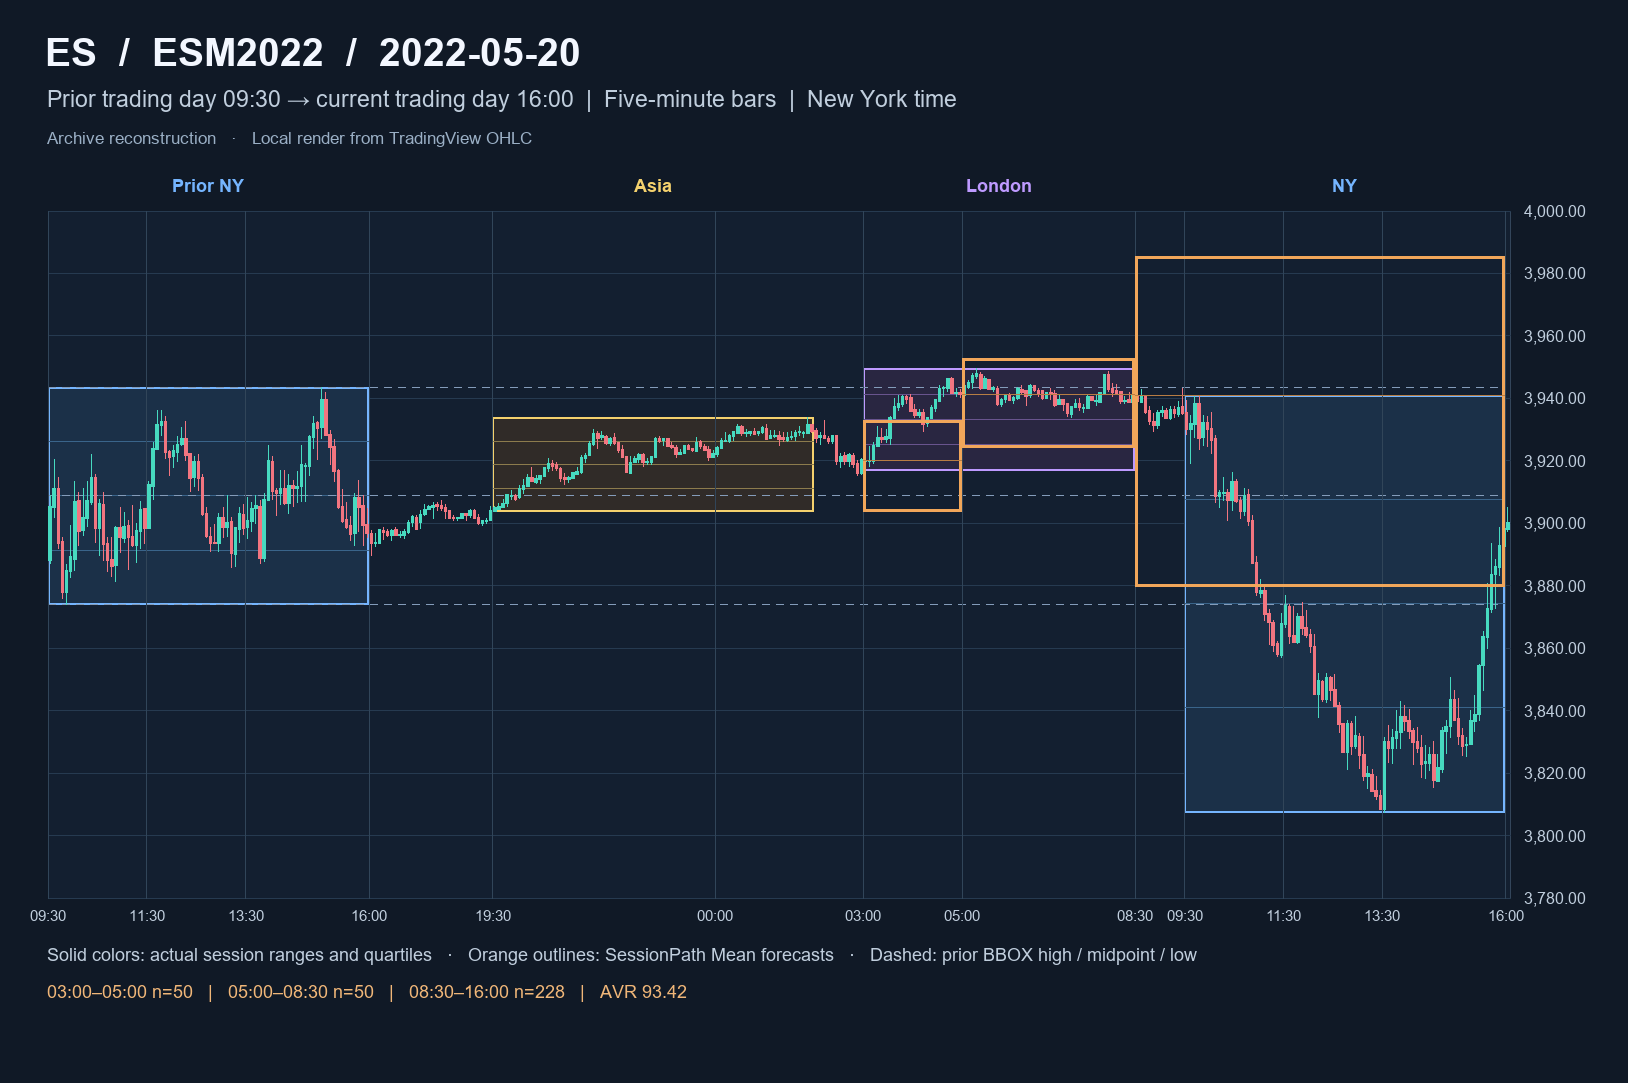 ES / ESM2022 / 2022-05-20
Prior trading day 09:30 → current trading day 16:00 | Five-minute bars | New York time
Archive reconstruction · Local render from TradingView OHLC
Prior NY Asia London NY
4,000.00
3,980.00
3,960.00
3,940.00
3,920.00
3,900.00
3,880.00
3,860.00
3,840.00
3,820.00
3,800.00
3,780.00
09:30 11:30 13:30 16:00 19:30 00:00 03:00 05:00 08:30 09:30 11:30 13:30 16:00
Solid colors: actual session ranges and quartiles · Orange outlines: SessionPath Mean forecasts · Dashed: prior BBOX high / midpoint / low
03:00–05:00 n=50 | 05:00–08:30 n=50 | 08:30–16:00 n=228 | AVR 93.42